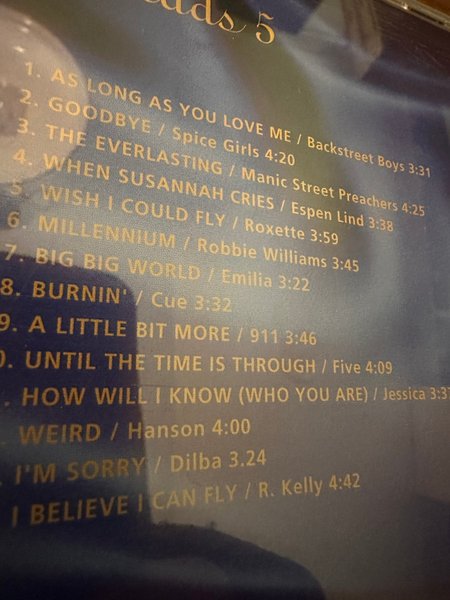 5
1. AS LONG AS YOU LOVE ME / Backstreet Boys 3:31
2. GOODBYE / Spice Girls 4:20
3. THE EVERLASTING / Manic Street Preachers 4:25
4. WHEN SUSANNAH CRIES / Espen Lind 3:38
5. WISH I COULD FLY / Roxette 3:59
6. MILLENNIUM / Robbie Williams 3:45
7. BIG BIG WORLD / Emilia 3:22
8. BURNIN' / Cue 3:32
9. A LITTLE BIT MORE / 911 3:46
0. UNTIL THE TIME IS THROUGH / Five 4:09
. HOW WILL I KNOW (WHO YOU ARE) / Jessica 3:37
WEIRD / Hanson 4:00
I'M SORRY / Dilba 3.24
I BELIEVE I CAN FLY / R. Kelly 4:42